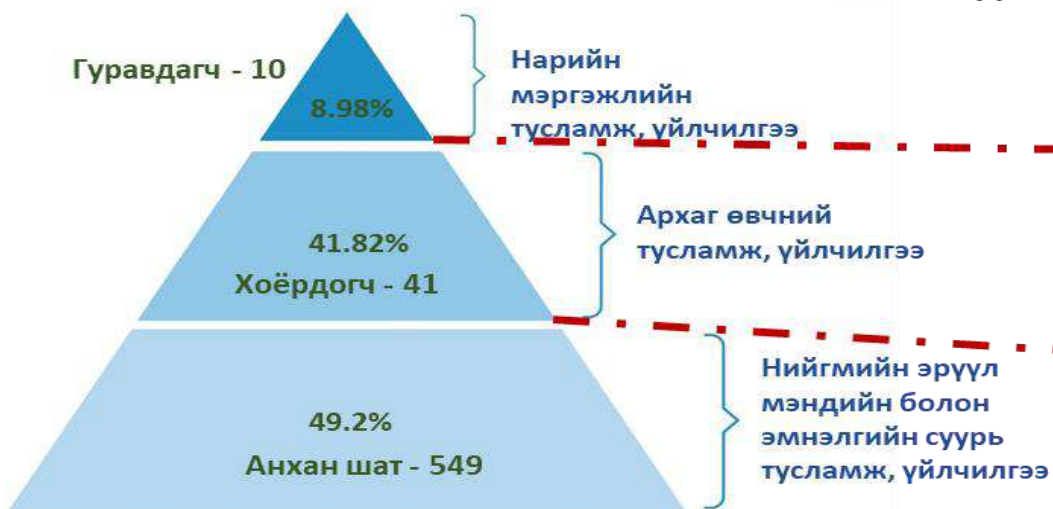 Гуравдагч - 10
8.98%
Нарийн
мэргэжлийн
тусламж, үйлчилгээ
41.82%
Хоёрдогч - 41
Архаг өвчний
тусламж, үйлчилгээ
49.2%
Анхан шат - 549
Нийгмийн эрүүл
мэндийн болон
эмнэлгийн суурь
тусламж, үйлчилгээ